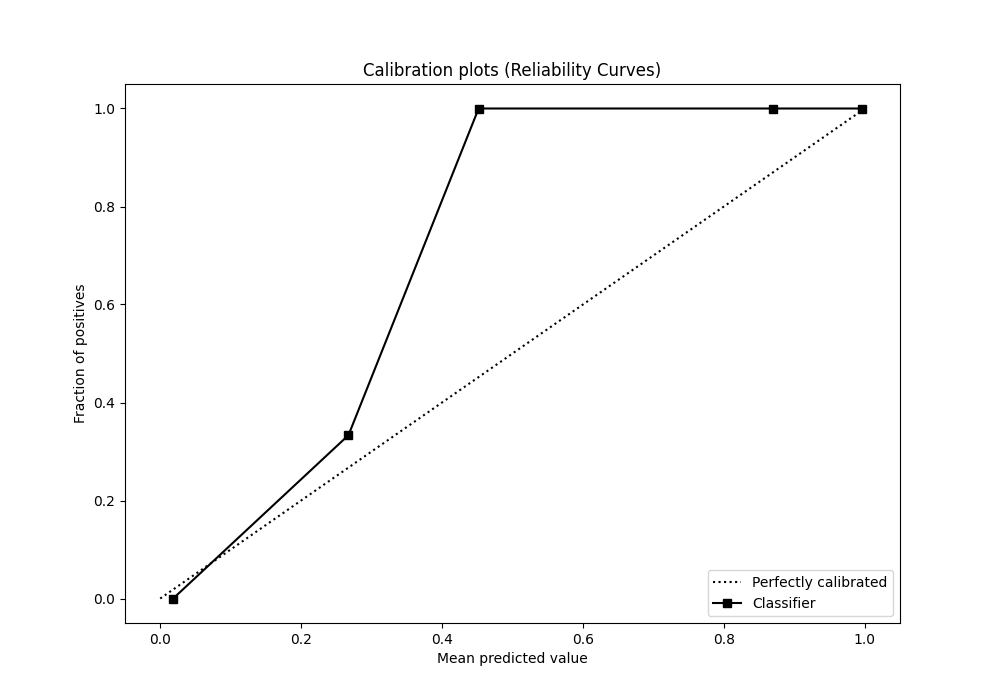 Calibration plots (Reliability Curves)
1.0
0.8
0.6
0.4
0.2
0.0
Fraction of positives
0.0 0.2 0.4 0.6 0.8 1.0
Mean predicted value
Perfectly calibrated
Classifier